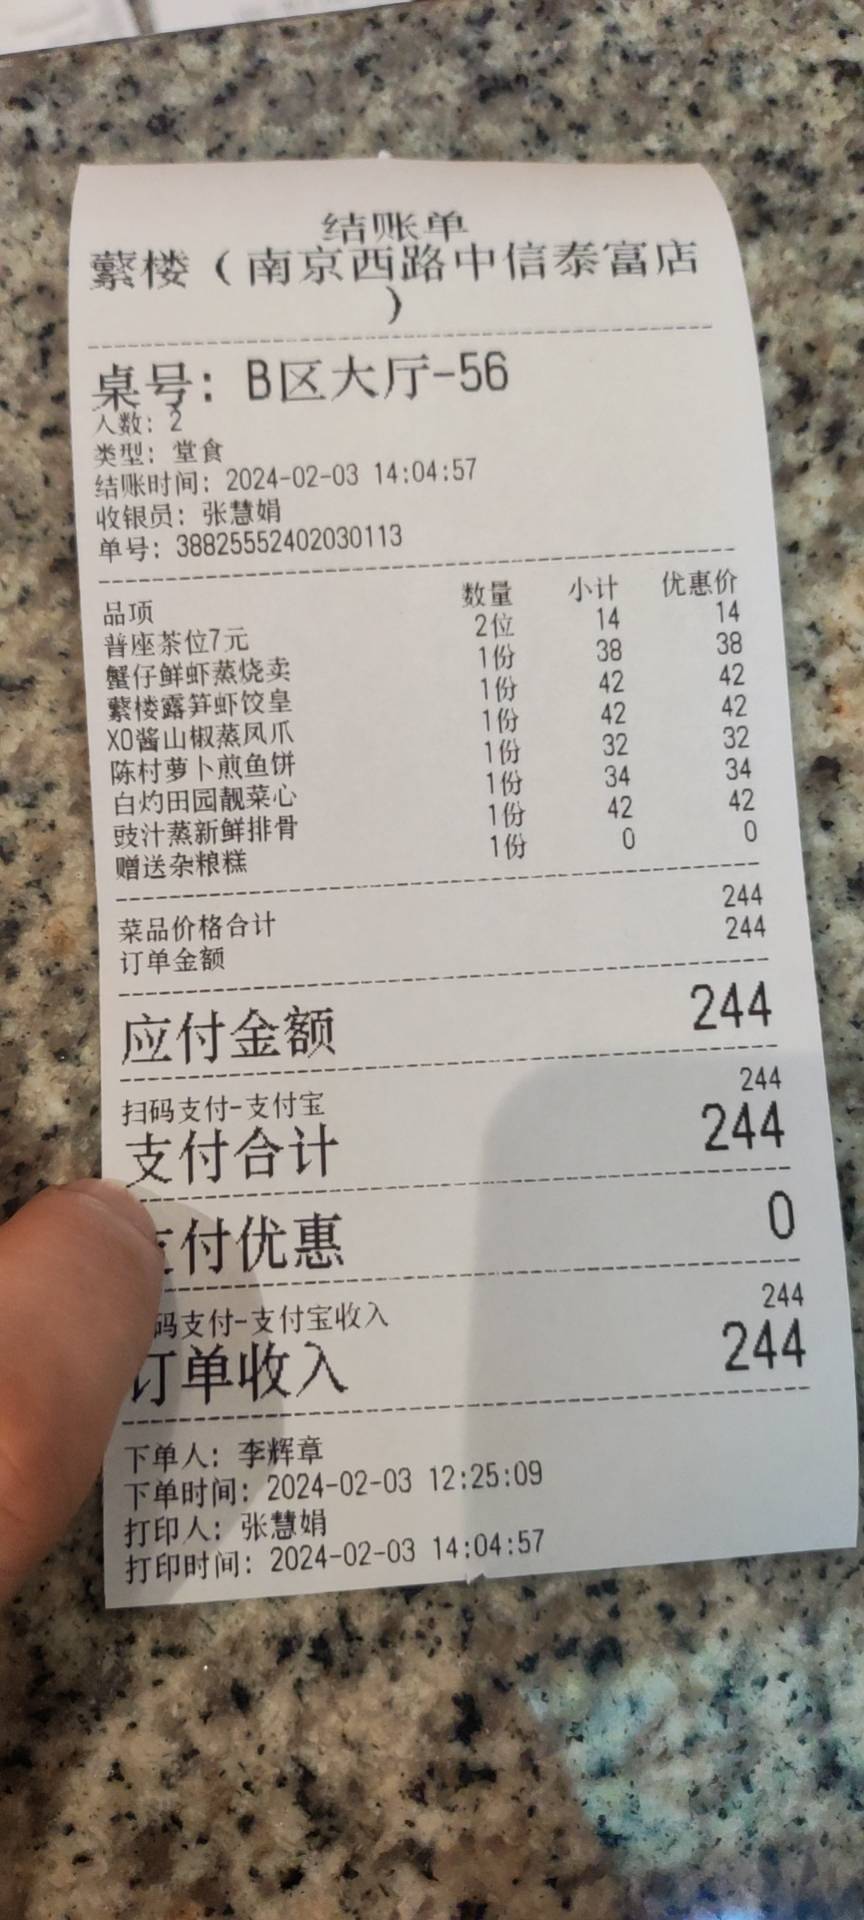 结账单
蘩楼（南京西路中信泰富店
）
桌号：B区大厅-56
人数：2
类型：堂食
结账时间：2024-02-03 14:04:57
收银员：张慧娟
单号：38825552402030113
品项 数量 小计 优惠价
普座茶位7元 2位 14 14
蟹仔鲜虾蒸烧卖 1份 38 38
蘩楼露笋虾饺皇 1份 42 42
XO酱山椒蒸凤爪 1份 42 42
陈村萝卜煎鱼饼 1份 32 32
白灼田园靓菜心 1份 34 34
豉汁蒸新鲜排骨 1份 42 42
赠送杂粮糕 1份 0 0
菜品价格合计 244
订单金额 244
应付金额 244
扫码支付-支付宝 244
支付合计 244
支付优惠 0
码支付-支付宝收入 244
订单收入 244
下单人：李辉章
下单时间：2024-02-03 12:25:09
打印人：张慧娟
打印时间：2024-02-03 14:04:57